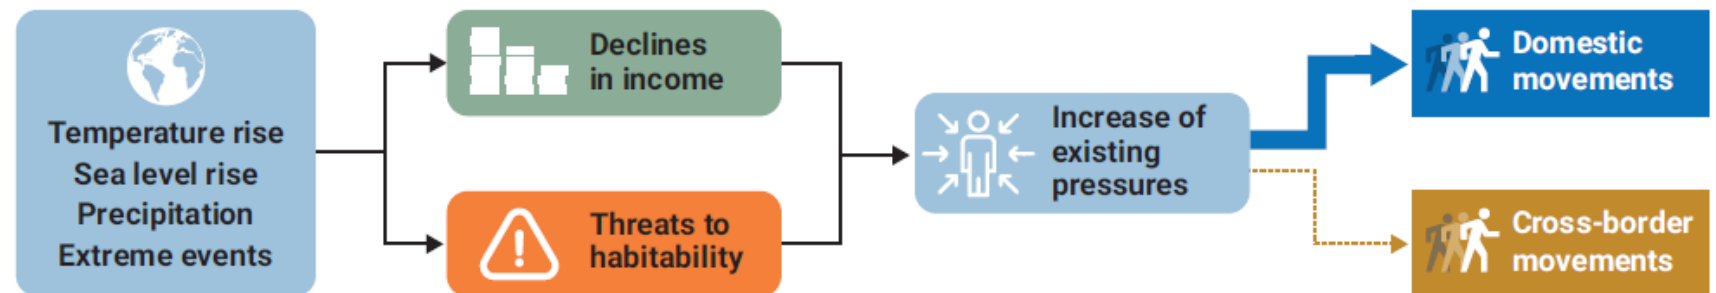 Temperature rise
Sea level rise
Precipitation
Extreme events
Declines
in income
Threats to
habitability
Increase of
existing
pressures
Domestic
movements
Cross-border
movements